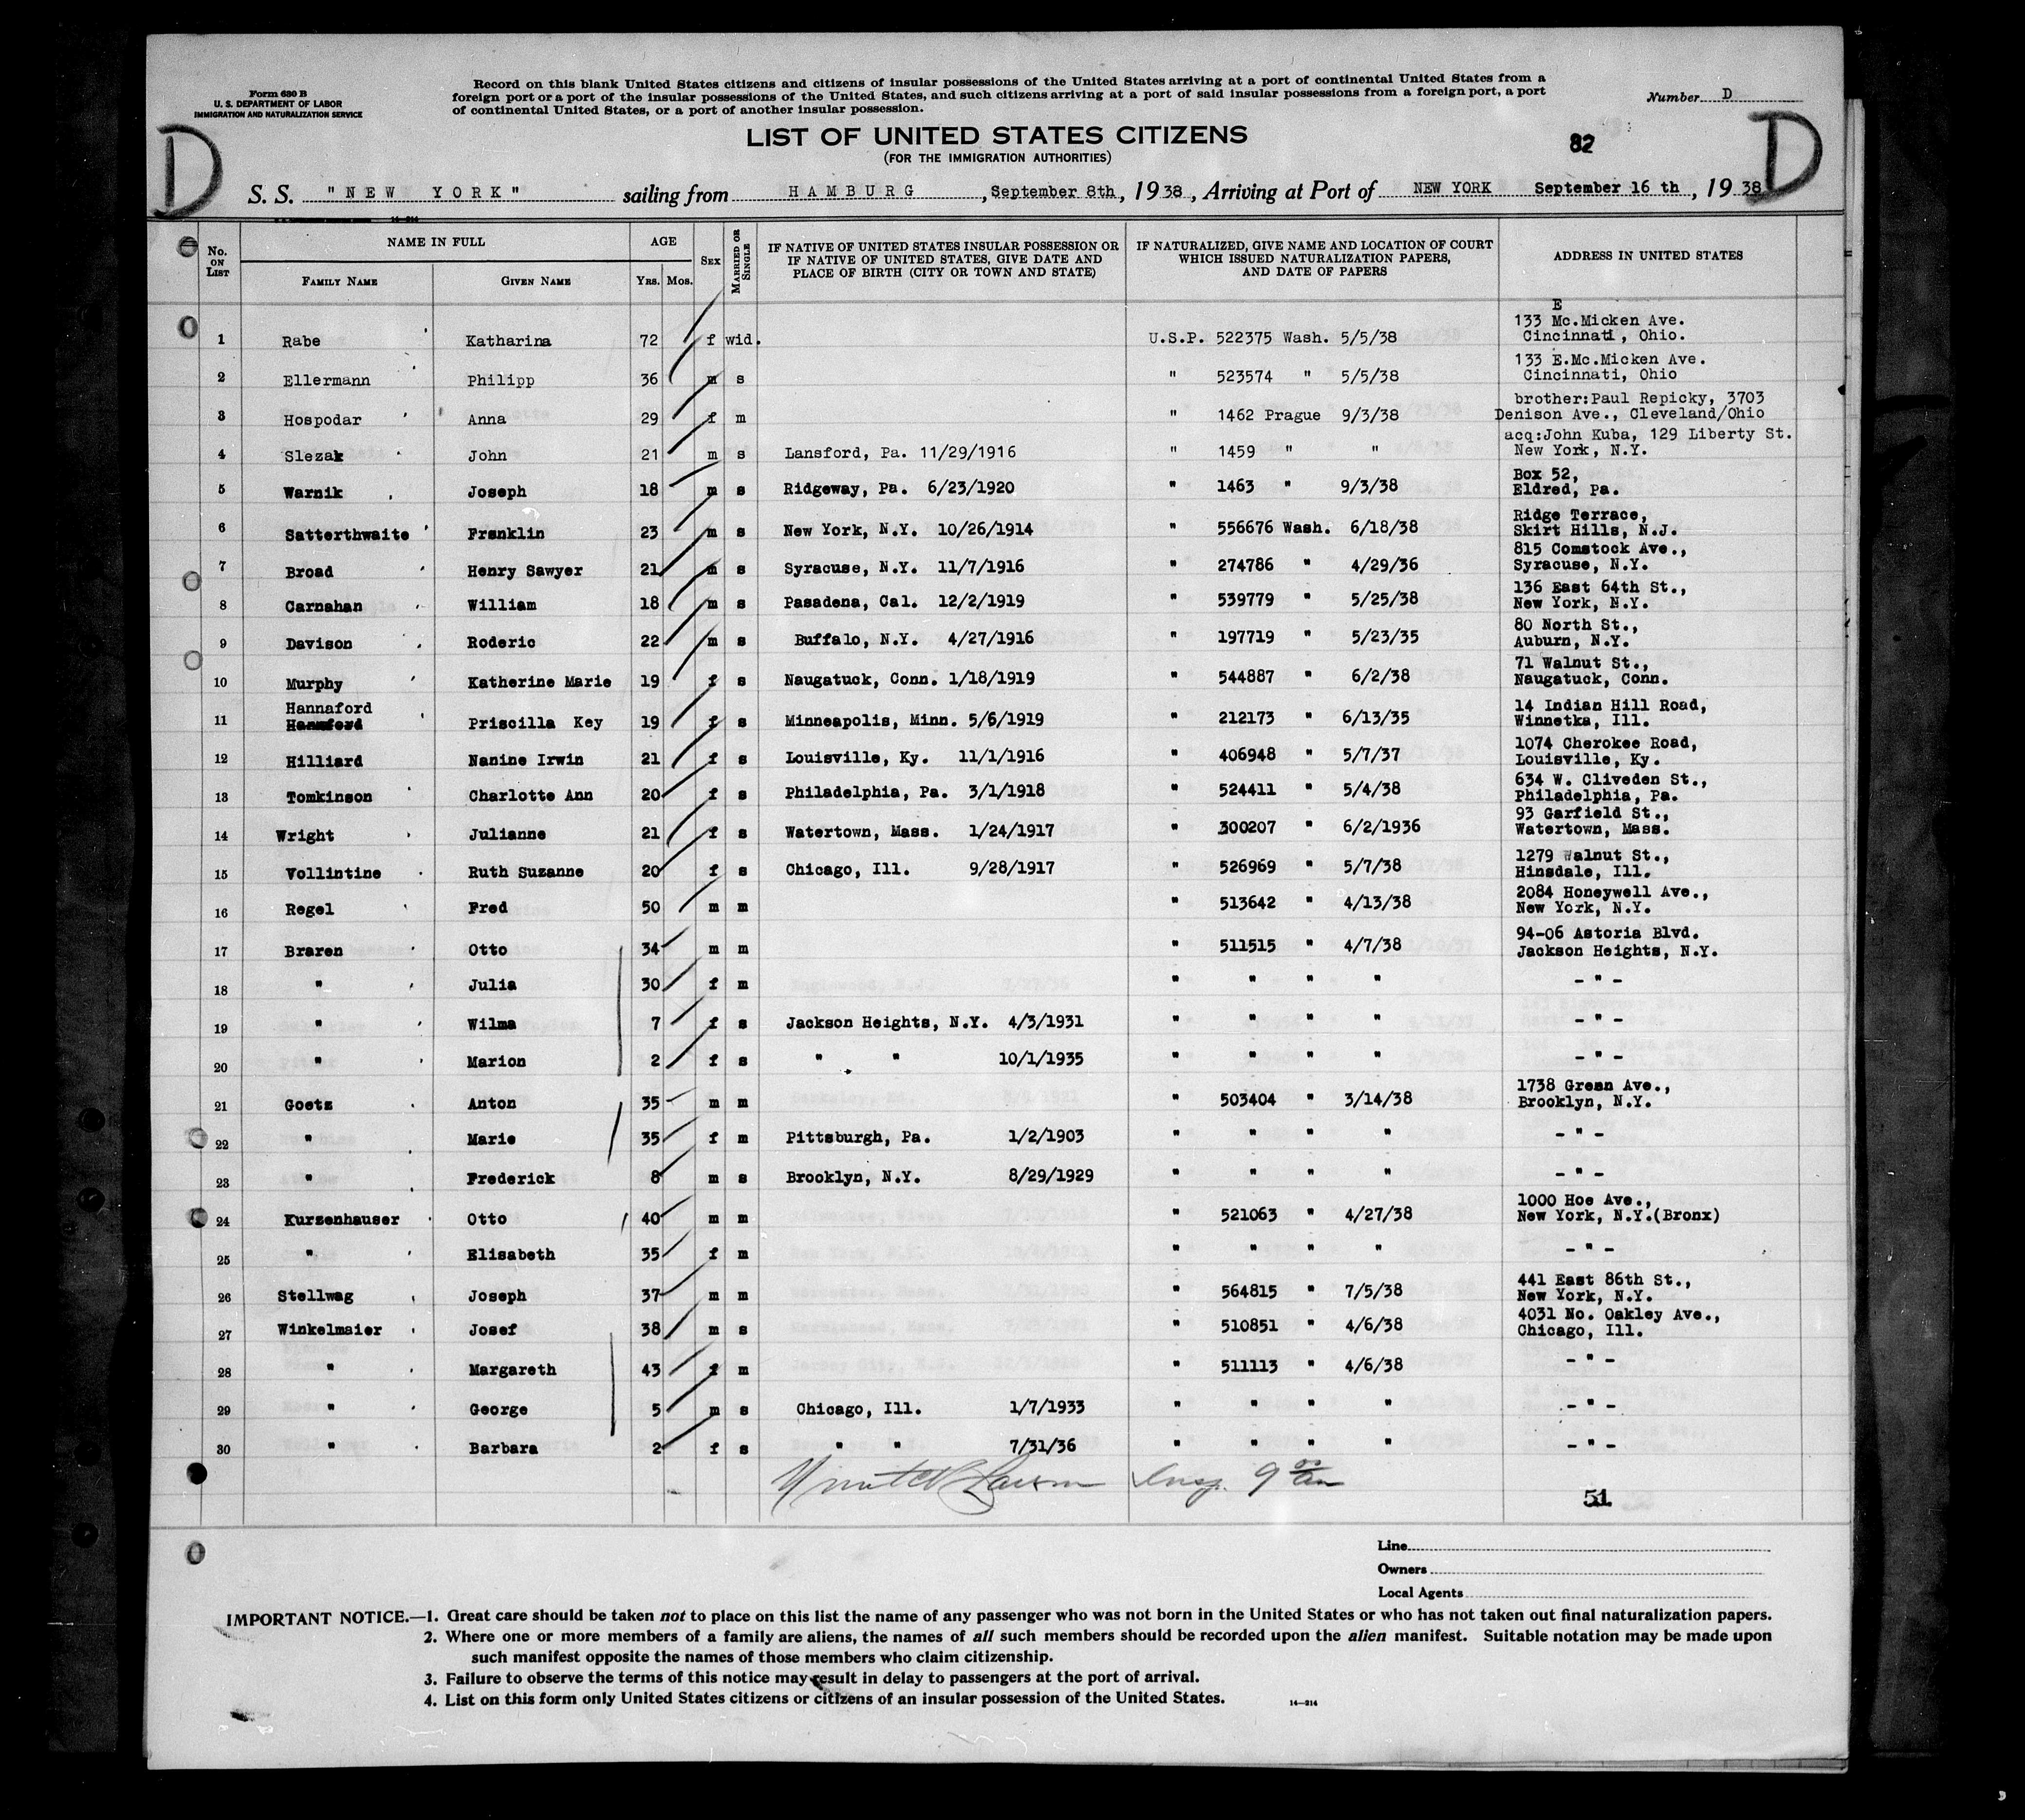 Form 630 B
U. S. DEPARTMENT OF LABOR
IMMIGRATION AND NATURALIZATION SERVICE
Record on this blank United States citizens and citizens of insular possessions of the United States arriving at a port of continental United States from a
foreign port or a port of the insular possessions of the United States, and such citizens arriving at a port of said insular possessions from a foreign port, a port
of continental United States, or a port of another insular possession.
Number D
D
LIST OF UNITED STATES CITIZENS
(FOR THE IMMIGRATION AUTHORITIES)
82
D
S. S. "NEW YORK" sailing from HAMBURG, September 8th, 1938, Arriving at Port of NEW YORK September 16 th, 1938
14-214
No. ON LIST
NAME IN FULL
FAMILY NAME
GIVEN NAME
AGE
YRS. MOS.
SEX
MARRIED OR SINGLE
IF NATIVE OF UNITED STATES INSULAR POSSESSION OR
IF NATIVE OF UNITED STATES, GIVE DATE AND
PLACE OF BIRTH (CITY OR TOWN AND STATE)
IF NATURALIZED, GIVE NAME AND LOCATION OF COURT
WHICH ISSUED NATURALIZATION PAPERS,
AND DATE OF PAPERS
ADDRESS IN UNITED STATES
E
1 Rabe Katharina 72 f wid. U.S.P. 522375 Wash. 5/5/38 133 Mc.Micken Ave.
Cincinnati, Ohio.
2 Ellermann Philipp 36 m s " 523574 " 5/5/38 133 E.Mc.Micken Ave.
Cincinnati, Ohio
3 Hospodar Anna 29 f m " 1462 Prague 9/3/38 brother:Paul Repicky, 3703
Denison Ave., Cleveland/Ohio
4 Slezak John 21 m s Lansford, Pa. 11/29/1916 " 1459 " " acq:John Kuba, 129 Liberty St.
New York, N.Y.
5 Warnik Joseph 18 m s Ridgeway, Pa. 6/23/1920 " 1463 " 9/3/38 Box 52,
Eldred, Pa.
6 Satterthwaite Franklin 23 m s New York, N.Y. 10/26/1914 " 556676 Wash. 6/18/38 Ridge Terrace,
Skirt Hills, N.J.
7 Broad Henry Sawyer 21 m s Syracuse, N.Y. 11/7/1916 " 274786 " 4/29/36 815 Comstock Ave.,
Syracuse, N.Y.
8 Carnahan William 18 m s Pasadena, Cal. 12/2/1919 " 539779 " 5/25/38 136 East 64th St.,
New York, N.Y.
9 Davison Roderic 22 m s Buffalo, N.Y. 4/27/1916 " 197719 " 5/23/35 80 North St.,
Auburn, N.Y.
10 Murphy Katherine Marie 19 f s Naugatuck, Conn. 1/18/1919 " 544887 " 6/2/38 71 Walnut St.,
Naugatuck, Conn.
Hannaford
11 Priscilla Key 19 f s Minneapolis, Minn. 5/6/1919 " 212173 " 6/13/35 14 Indian Hill Road,
Winnetka, Ill.
12 Hilliard Nanine Irwin 21 f s Louisville, Ky. 11/1/1916 " 406948 " 5/7/37 1074 Cherokee Road,
Louisville, Ky.
13 Tomkinson Charlotte Ann 20 f s Philadelphia, Pa. 3/1/1918 " 524411 " 5/4/38 634 W. Cliveden St.,
Philadelphia, Pa.
14 Wright Julianne 21 f s Watertown, Mass. 1/24/1917 " 300207 " 6/2/1936 93 Garfield St.,
Watertown, Mass.
15 Vollintine Ruth Suzanne 20 f s Chicago, Ill. 9/28/1917 " 526969 " 5/7/38 1279 Walnut St.,
Hinsdale, Ill.
16 Regel Fred 50 m m " 513642 " 4/13/38 2084 Honeywell Ave.,
New York, N.Y.
17 Braren Otto 34 m m " 511515 " 4/7/38 94-06 Astoria Blvd.
Jackson Heights, N.Y.
18 " Julia 30 f m " " " " - " -
19 " Wilma 7 f s Jackson Heights, N.Y. 4/3/1931 " " " " - " -
20 " Marion 2 f s " " 10/1/1935 " " " " - " -
21 Goetz Anton 35 m m " 503404 " 3/14/38 1738 Green Ave.,
Brooklyn, N.Y.
22 " Marie 35 f m Pittsburgh, Pa. 1/2/1903 " " " " - " -
23 " Frederick 8 m s Brooklyn, N.Y. 8/29/1929 " " " " - " -
24 Kurzenhauser Otto 40 m m " 521063 " 4/27/38 1000 Hoe Ave.,
New York, N.Y.(Bronx)
25 " Elisabeth 35 f m " " " " - " -
26 Stellwag Joseph 37 m m " 564815 " 7/5/38 441 East 86th St.,
New York, N.Y.
27 Winkelmaier Josef 38 m s " 510851 " 4/6/38 4031 No. Oakley Ave.,
Chicago, Ill.
28 " Margareth 43 f m " 511113 " 4/6/38 - " -
29 " George 5 m s Chicago, Ill. 1/7/1933 " " " " - " -
30 " Barbara 2 f s " " 7/31/36 " " " " - " -
Insp. 9 00 am
51
Line
Owners
Local Agents
IMPORTANT NOTICE.—1. Great care should be taken not to place on this list the name of any passenger who was not born in the United States or who has not taken out final naturalization papers.
2. Where one or more members of a family are aliens, the names of all such members should be recorded upon the alien manifest. Suitable notation may be made upon
such manifest opposite the names of those members who claim citizenship.
3. Failure to observe the terms of this notice may result in delay to passengers at the port of arrival.
4. List on this form only United States citizens or citizens of an insular possession of the United States.
14-214